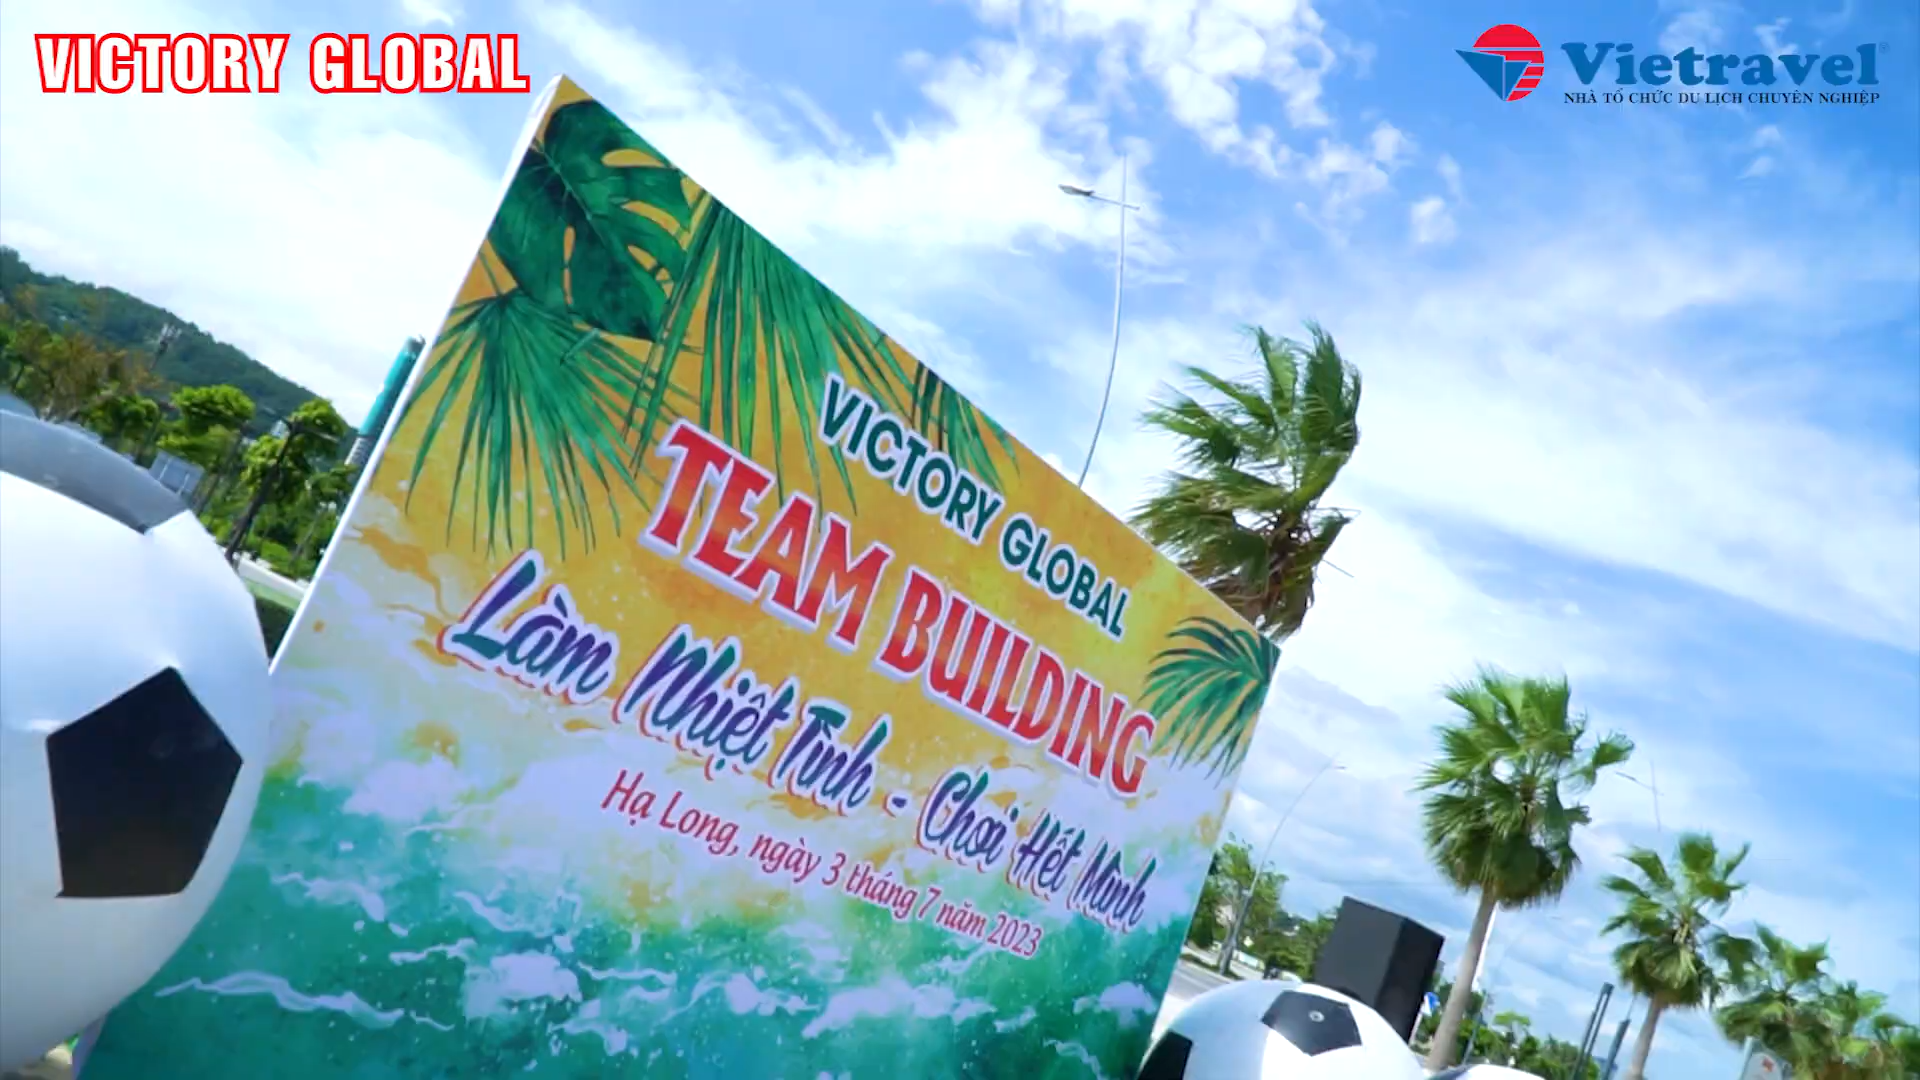 VICTORY GLOBAL
Vietravel®
NHÀ TỔ CHỨC DU LỊCH CHUYÊN NGHIỆP
VICTORY GLOBAL
TEAM BUILDING
Làm Nhiệt Tình - Chơi Hết Mình
Hạ Long, ngày 3 tháng 7 năm 2023